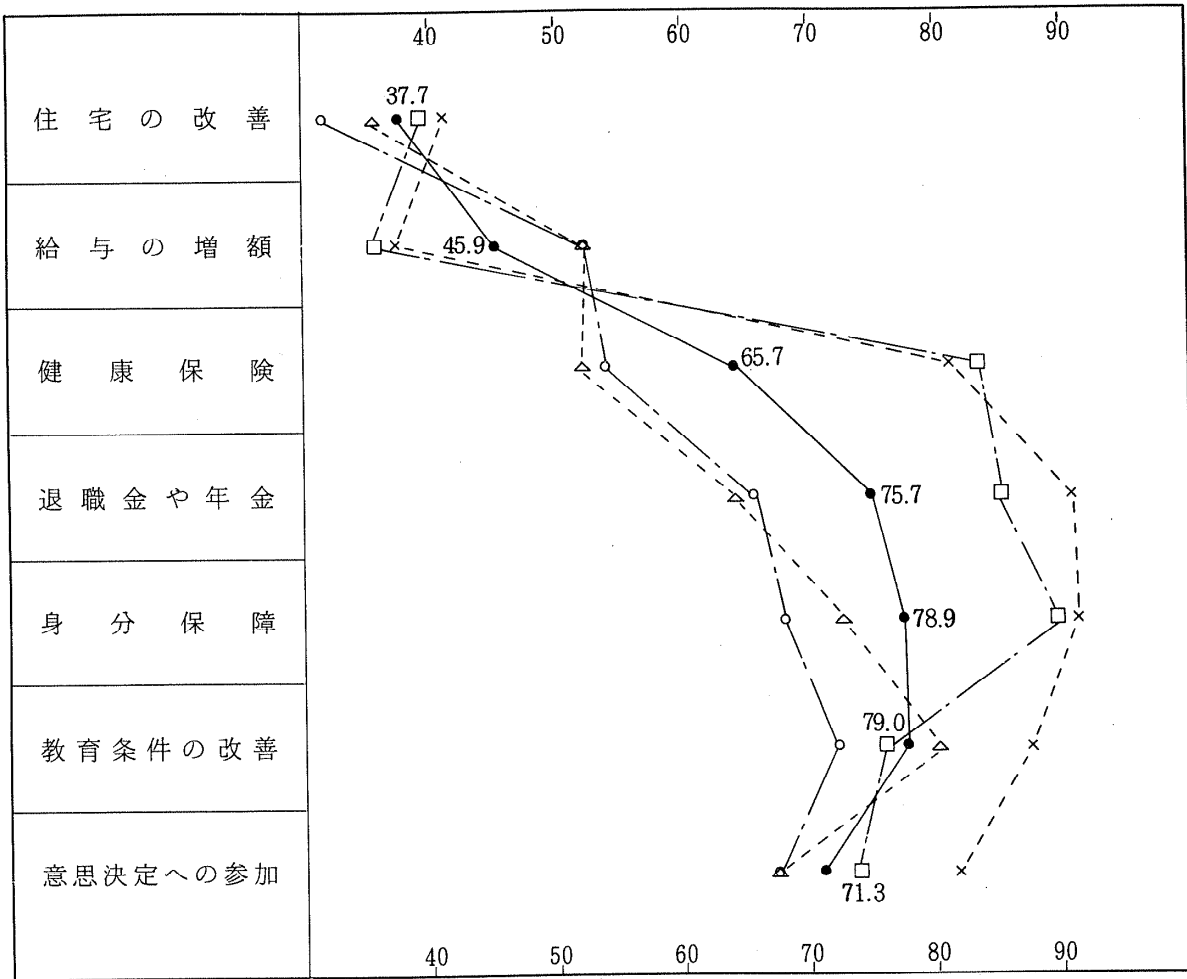 40 50 60 70 80 90
住宅の改善
37.7
給与の増額
45.9
健康保険
65.7
退職金や年金
75.7
身分保障
78.9
教育条件の改善
79.0
意思決定への参加
71.3
40 50 60 70 80 90